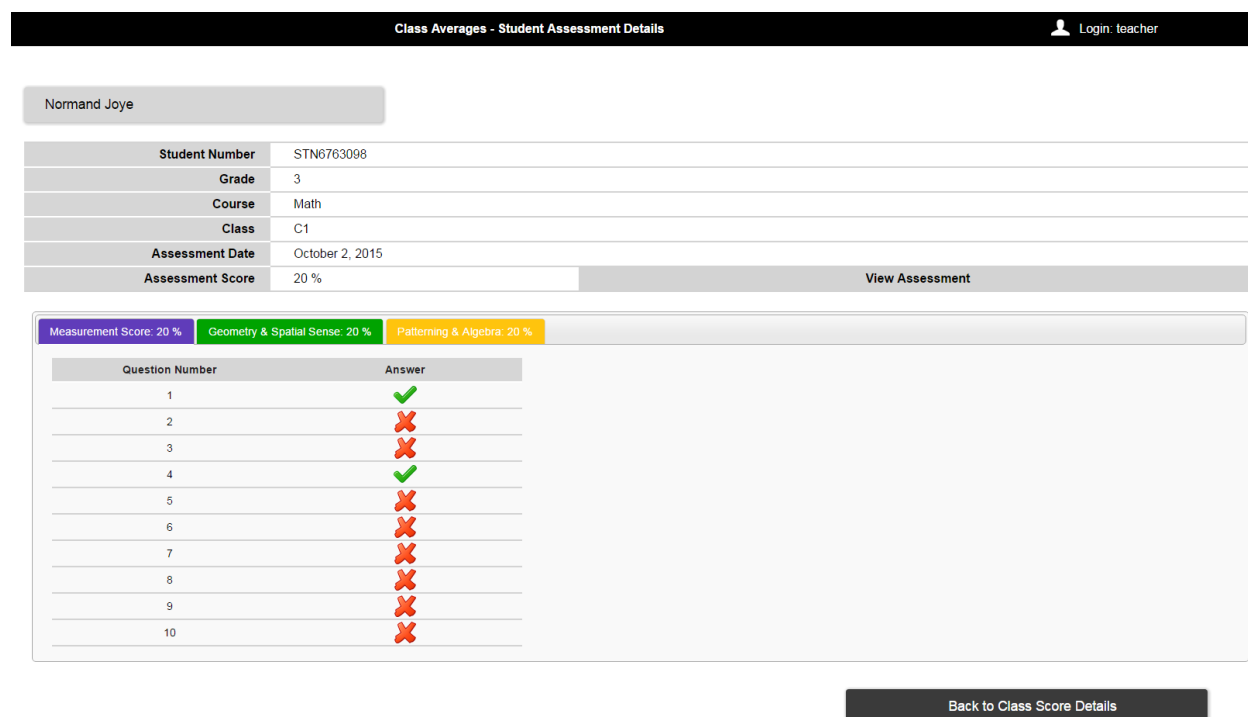 Class Averages - Student Assessment Details
Login: teacher
Normand Joye
Student Number STN6763098
Grade 3
Course Math
Class C1
Assessment Date October 2, 2015
Assessment Score 20 % View Assessment
Measurement Score: 20 % Geometry & Spatial Sense: 20 % Patterning & Algebra: 20 %
Question Number Answer
1
2
3
4
5
6
7
8
9
10
Back to Class Score Details